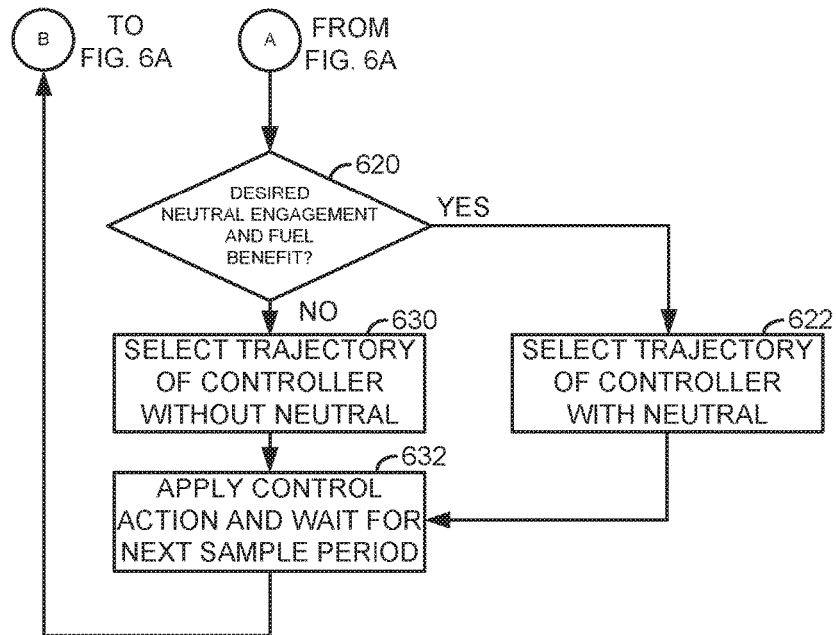 B
TO
FIG. 6A
A
FROM
FIG. 6A
620
DESIRED
NEUTRAL ENGAGEMENT
AND FUEL
BENEFIT?
YES
NO
630
SELECT TRAJECTORY
OF CONTROLLER
WITHOUT NEUTRAL
622
SELECT TRAJECTORY
OF CONTROLLER
WITH NEUTRAL
632
APPLY CONTROL
ACTION AND WAIT FOR
NEXT SAMPLE PERIOD